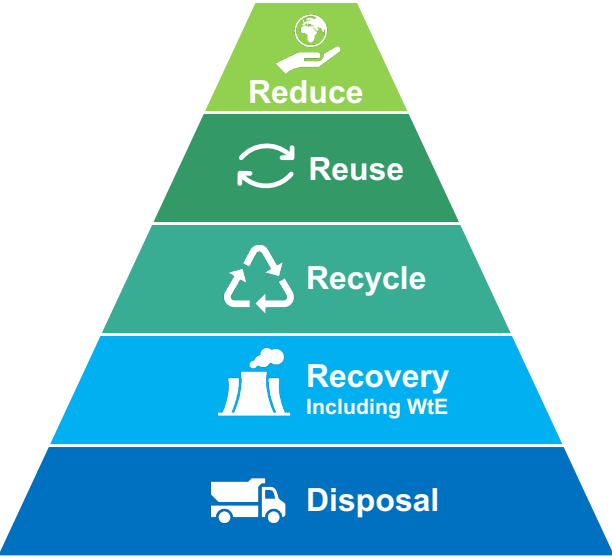 Reduce
Reuse
Recycle
Recovery
Including WtE
Disposal